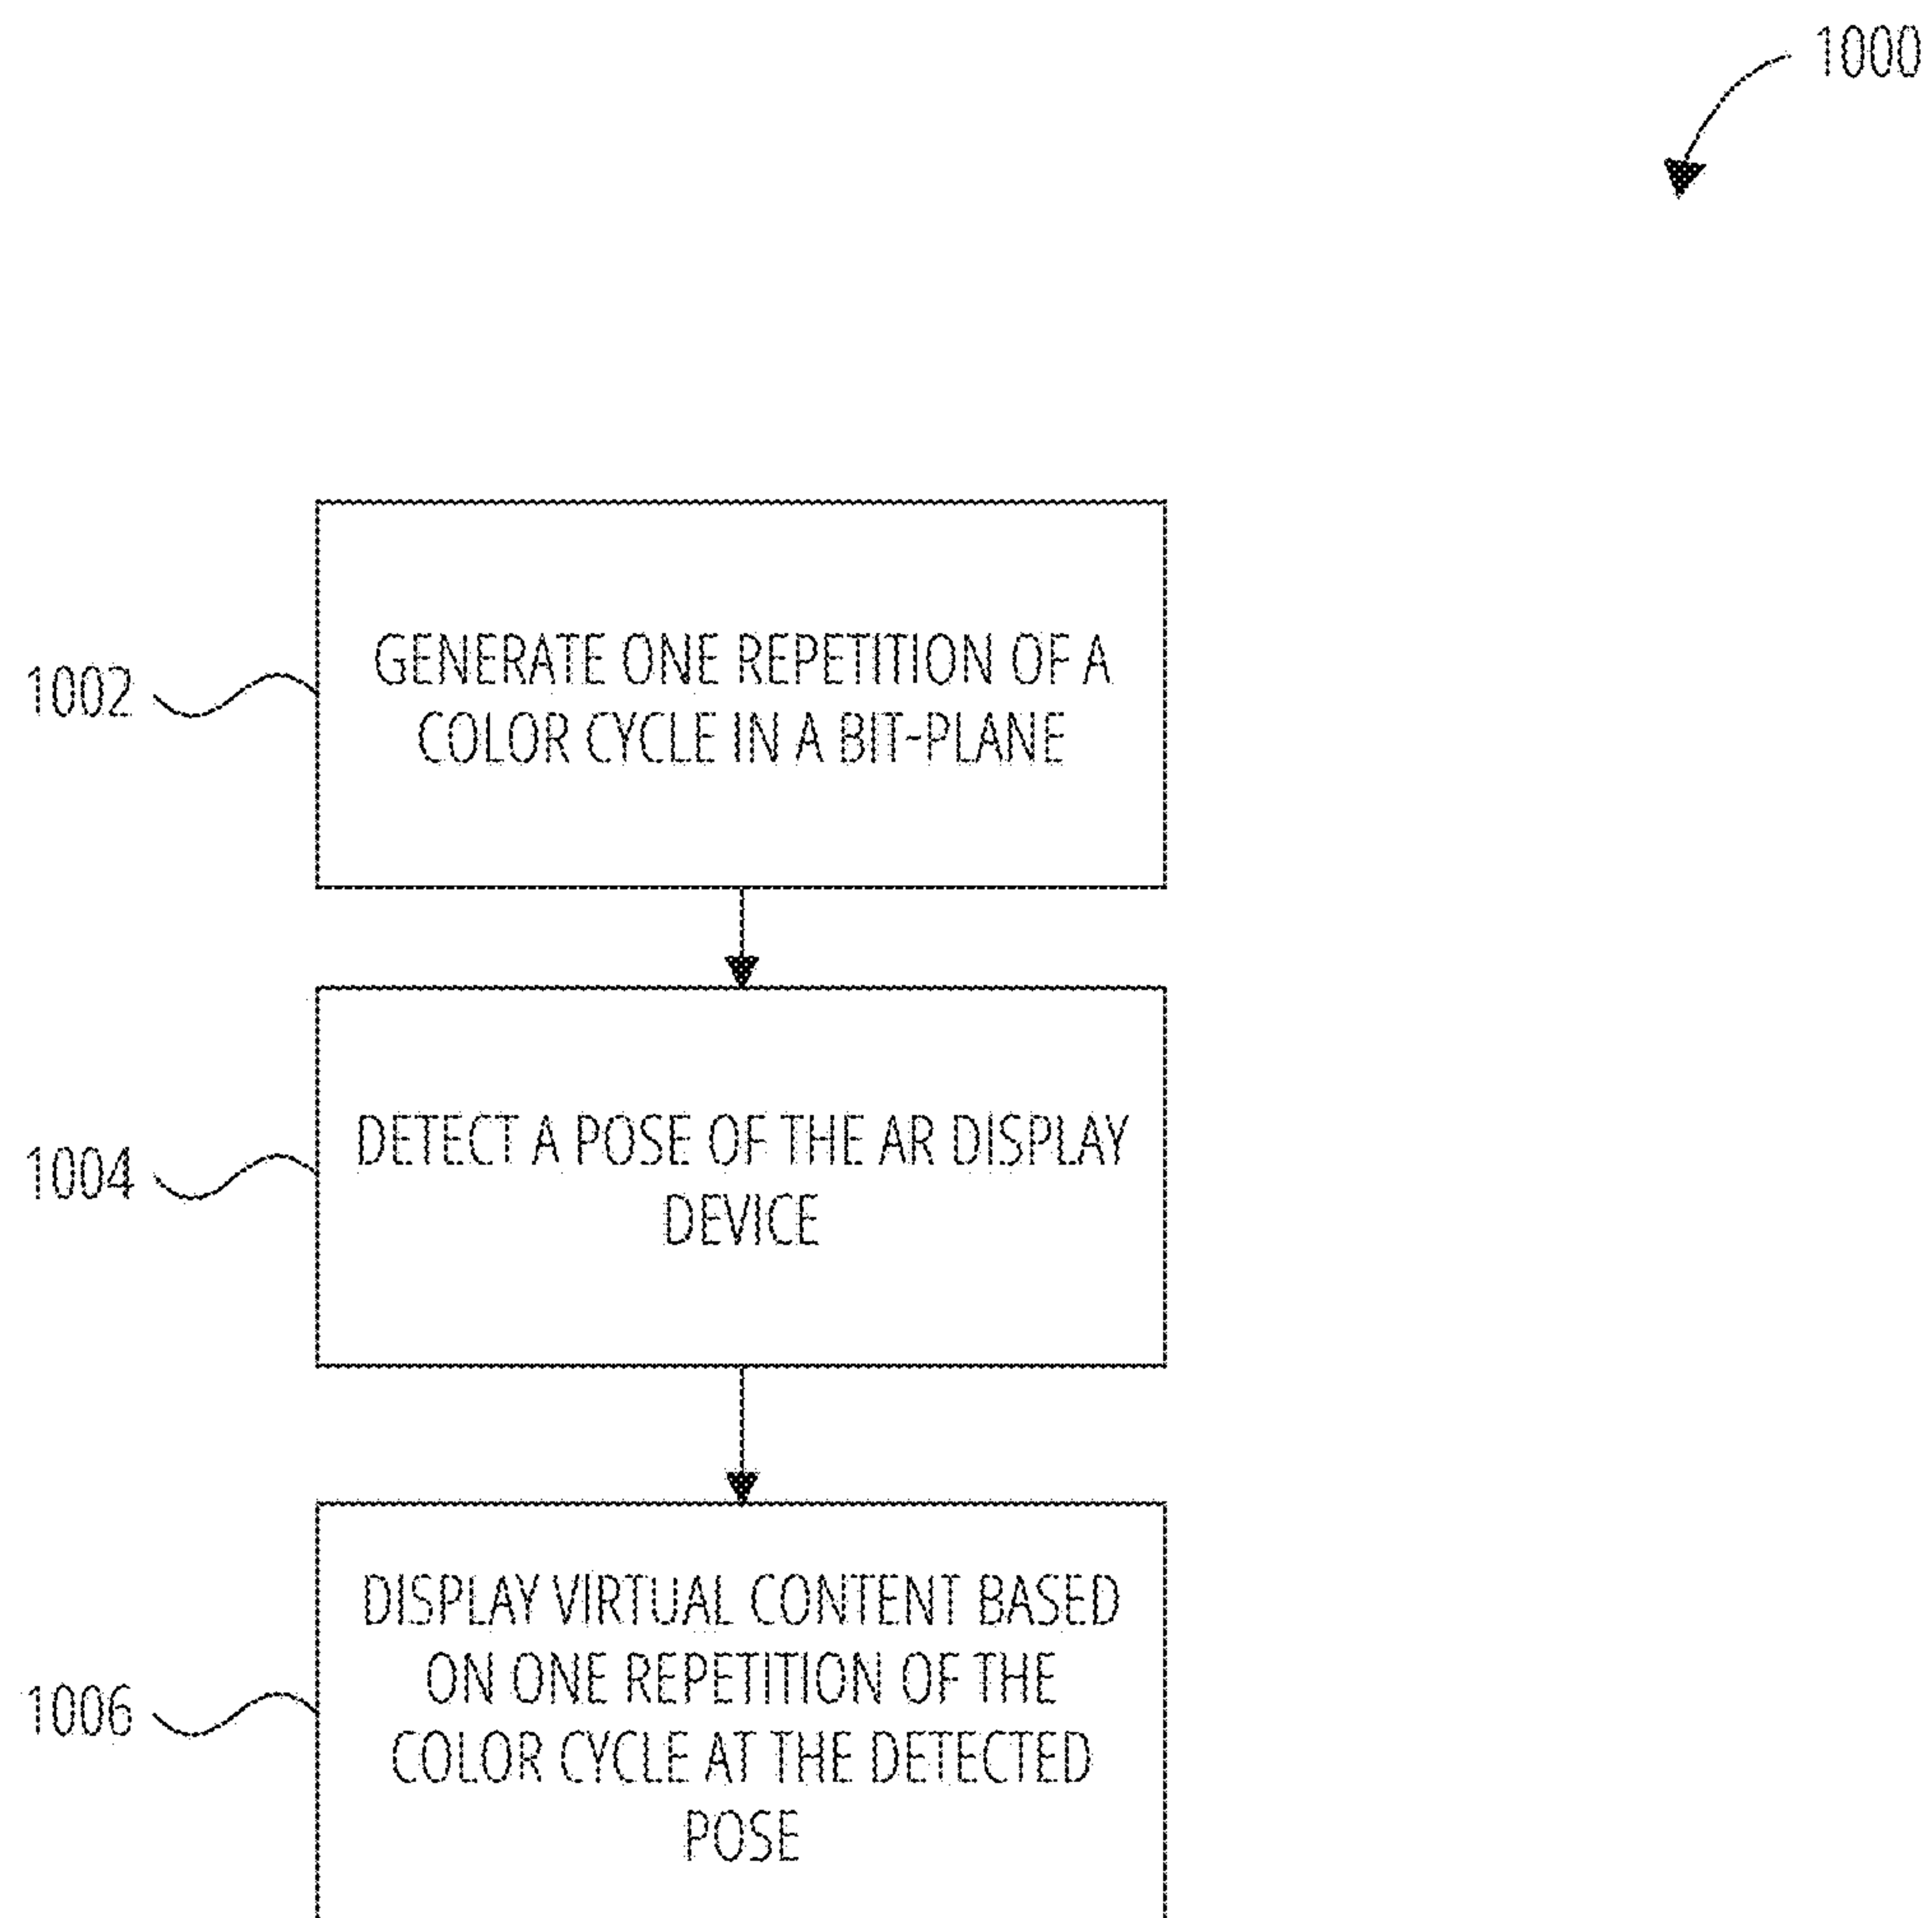 1000
1002
GENERATE ONE REPETITION OF A
COLOR CYCLE IN A BIT-PLANE
1004
DETECT A POSE OF THE AR DISPLAY
DEVICE
1006
DISPLAY VIRTUAL CONTENT BASED
ON ONE REPETITION OF THE
COLOR CYCLE AT THE DETECTED
POSE